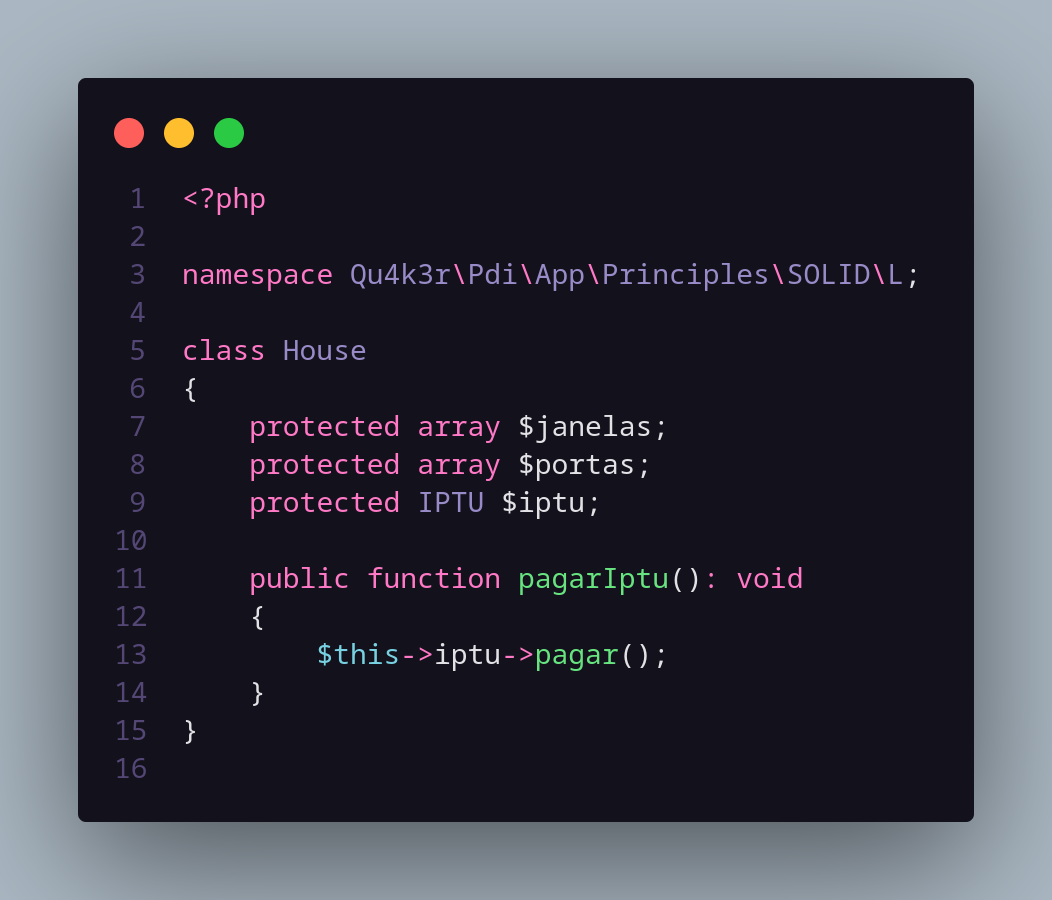 1 <?php
2
3 namespace Qu4k3r\Pdi\App\Principles\SOLID\L;
4
5 class House
6 {
7     protected array $janelas;
8     protected array $portas;
9     protected IPTU $iptu;
10
11     public function pagarIptu(): void
12     {
13         $this->iptu->pagar();
14     }
15 }
16